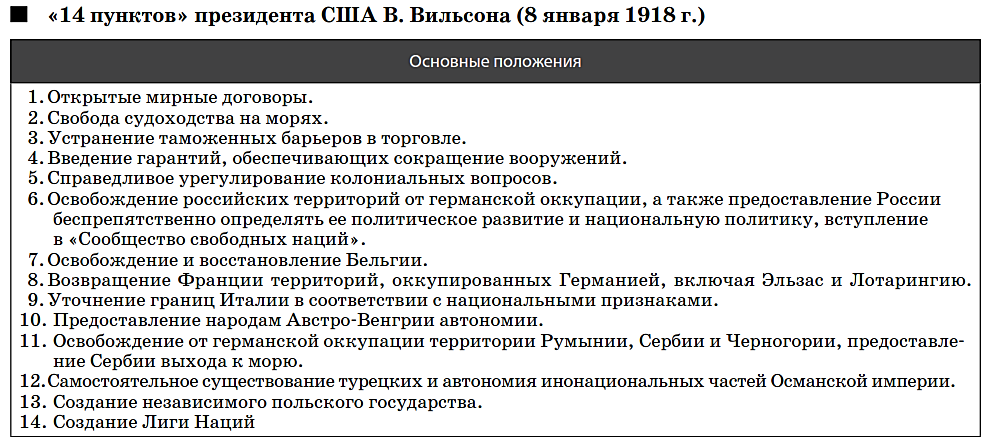 «14 пунктов» президента США В. Вильсона (8 января 1918 г.)
Основные положения
1. Открытые мирные договоры.
2. Свобода судоходства на морях.
3. Устранение таможенных барьеров в торговле.
4. Введение гарантий, обеспечивающих сокращение вооружений.
5. Справедливое урегулирование колониальных вопросов.
6. Освобождение российских территорий от германской оккупации, а также предоставление России
беспрепятственно определять ее политическое развитие и национальную политику, вступление
в «Сообщество свободных наций».
7. Освобождение и восстановление Бельгии.
8. Возвращение Франции территорий, оккупированных Германией, включая Эльзас и Лотарингию.
9. Уточнение границ Италии в соответствии с национальными признаками.
10. Предоставление народам Австро-Венгрии автономии.
11. Освобождение от германской оккупации территории Румынии, Сербии и Черногории, предоставле-
ние Сербии выхода к морю.
12. Самостоятельное существование турецких и автономия инонациональных частей Османской империи.
13. Создание независимого польского государства.
14. Создание Лиги Наций